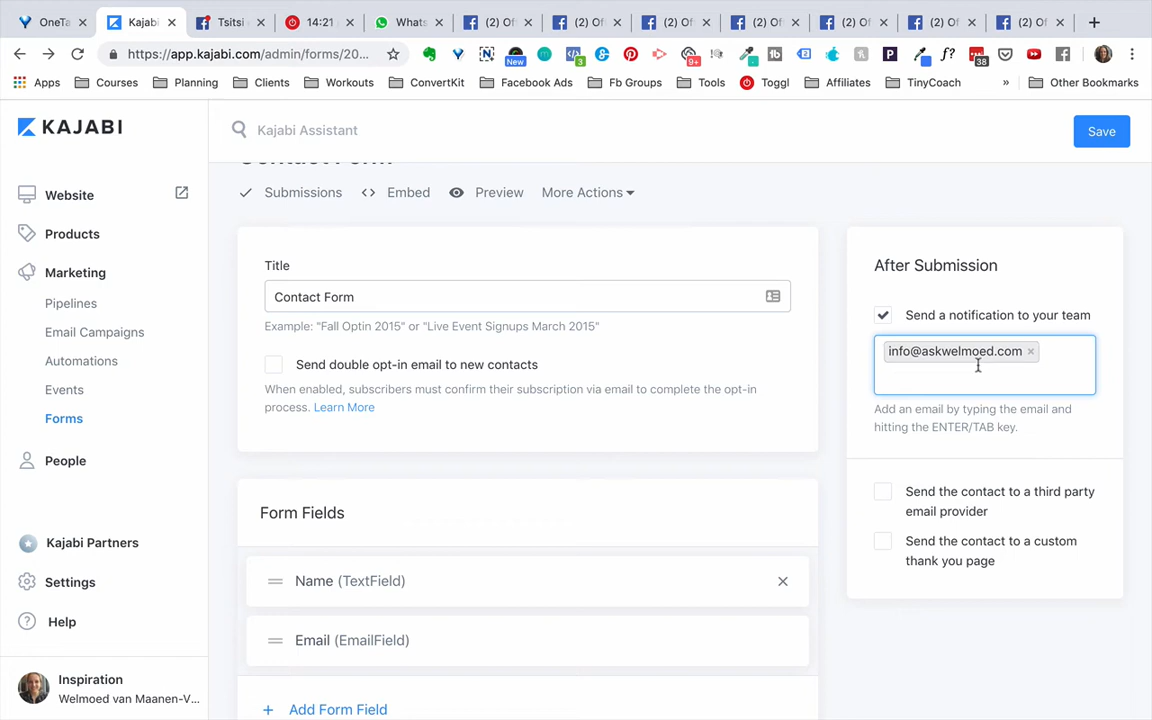 OneTa
Kajabi
Tsitsi
14:21
Whats
(2) Of
(2) Of
(2) Of
(2) Of
(2) Of
(2) Of
(2) Of
https://app.kajabi.com/admin/forms/20...
New
3
9+
f?
38
Apps
Courses
Planning
Clients
Workouts
ConvertKit
Facebook Ads
Fb Groups
Tools
Toggl
Affiliates
TinyCoach
»
Other Bookmarks
KAJABI
Kajabi Assistant
Save
Contact Form
Website
Products
Marketing
Pipelines
Email Campaigns
Automations
Events
Forms
People
Kajabi Partners
Settings
Help
Inspiration
Welmoed van Maanen-V...
Submissions
Embed
Preview
More Actions
Title
Contact Form
Example: "Fall Optin 2015" or "Live Event Signups March 2015"
Send double opt-in email to new contacts
When enabled, subscribers must confirm their subscription via email to complete the opt-in
process. Learn More
Form Fields
Name (TextField)
Email (EmailField)
+ Add Form Field
After Submission
Send a notification to your team
info@askwelmoed.com ×
Add an email by typing the email and
hitting the ENTER/TAB key.
Send the contact to a third party
email provider
Send the contact to a custom
thank you page